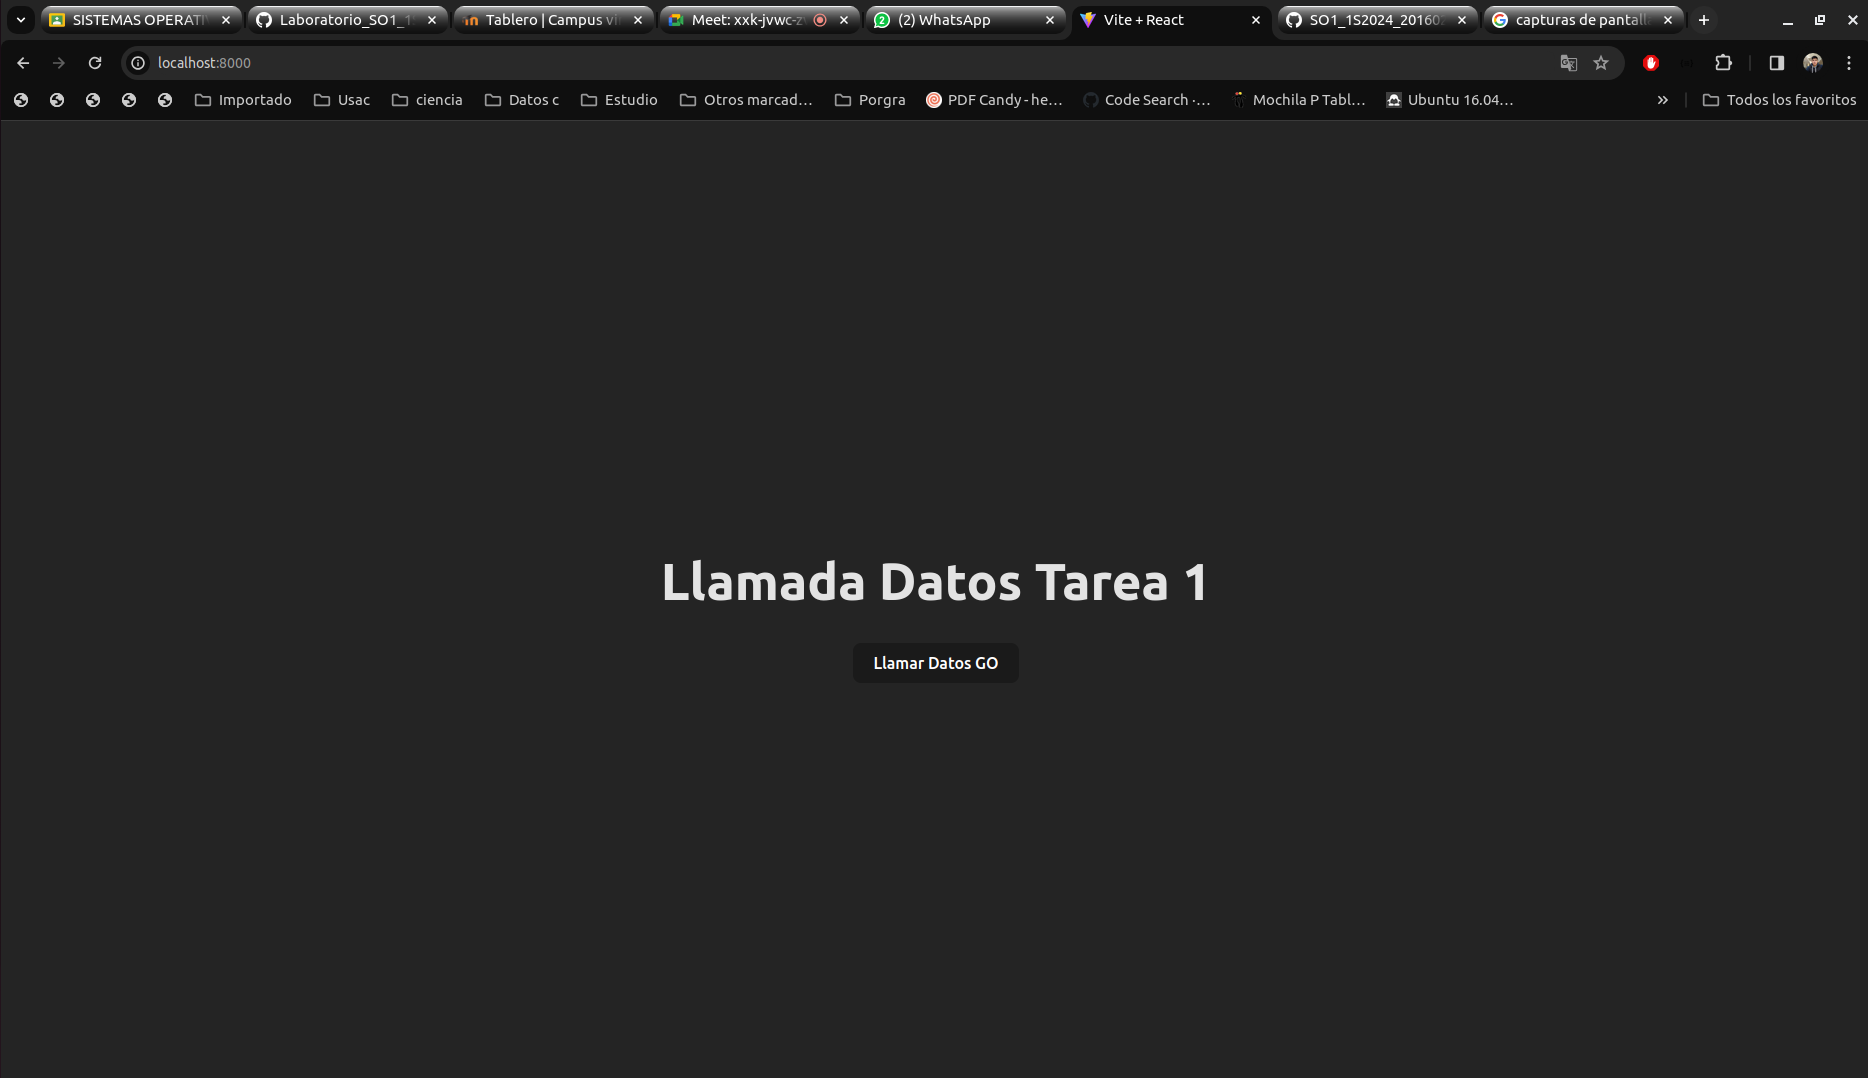 SISTEMAS OPERATI
Laboratorio_SO1_1
Tablero | Campus vi
Meet: xxk-jvwc-z
(2) WhatsApp
Vite + React
SO1_1S2024_20160
capturas de pantall
localhost:8000
Importado
Usac
ciencia
Datos c
Estudio
Otros marcad...
Porgra
PDF Candy - he...
Code Search ·...
Mochila P Tabl...
Ubuntu 16.04...
Todos los favoritos
Llamada Datos Tarea 1
Llamar Datos GO